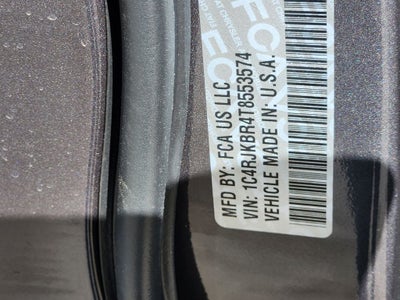 MFD BY: FCA US LLC
VIN: 1C4RJKBR4T8553574
VEHICLE MADE IN: U.S.A.